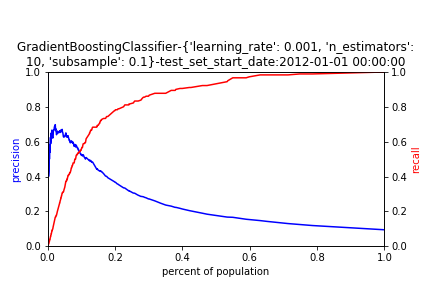 GradientBoostingClassifier-{'learning_rate': 0.001, 'n_estimators':
10, 'subsample': 0.1}-test_set_start_date:2012-01-01 00:00:00
1.0 1.0
0.8 0.8
0.6 0.6
precision recall
0.4 0.4
0.2 0.2
0.0 0.0
0.0 0.2 0.4 0.6 0.8 1.0
percent of population